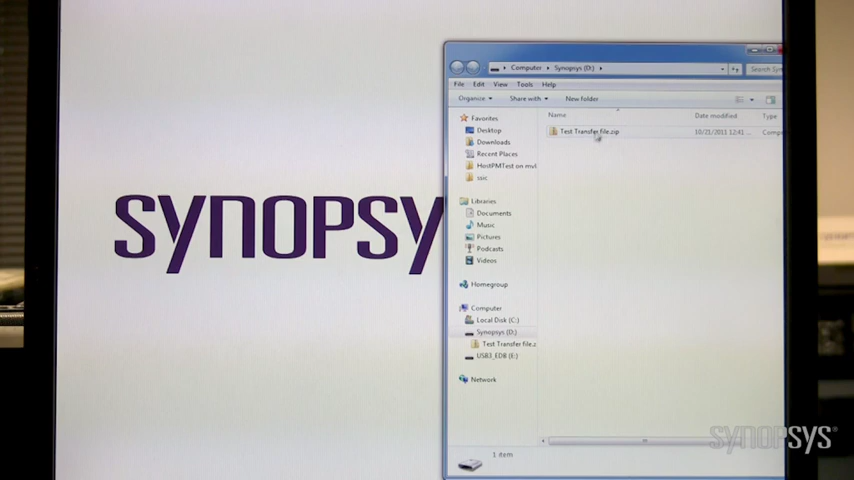 SYNOPSY
Computer Synopsys (D:)
Search Syn
File Edit View Tools Help
Organize Share with New folder
Name Date modified Type
Test Transfer file.zip 10/21/2011 12:41 ... Compre
Favorites
Desktop
Downloads
Recent Places
HostPMTest on mvl
ssic
Libraries
Documents
Music
Pictures
Podcasts
Videos
Homegroup
Computer
Local Disk (C:)
Synopsys (D:)
Test Transfer file.z
USB3_EDB (E:)
Network
1 item
SYNOPSYS®